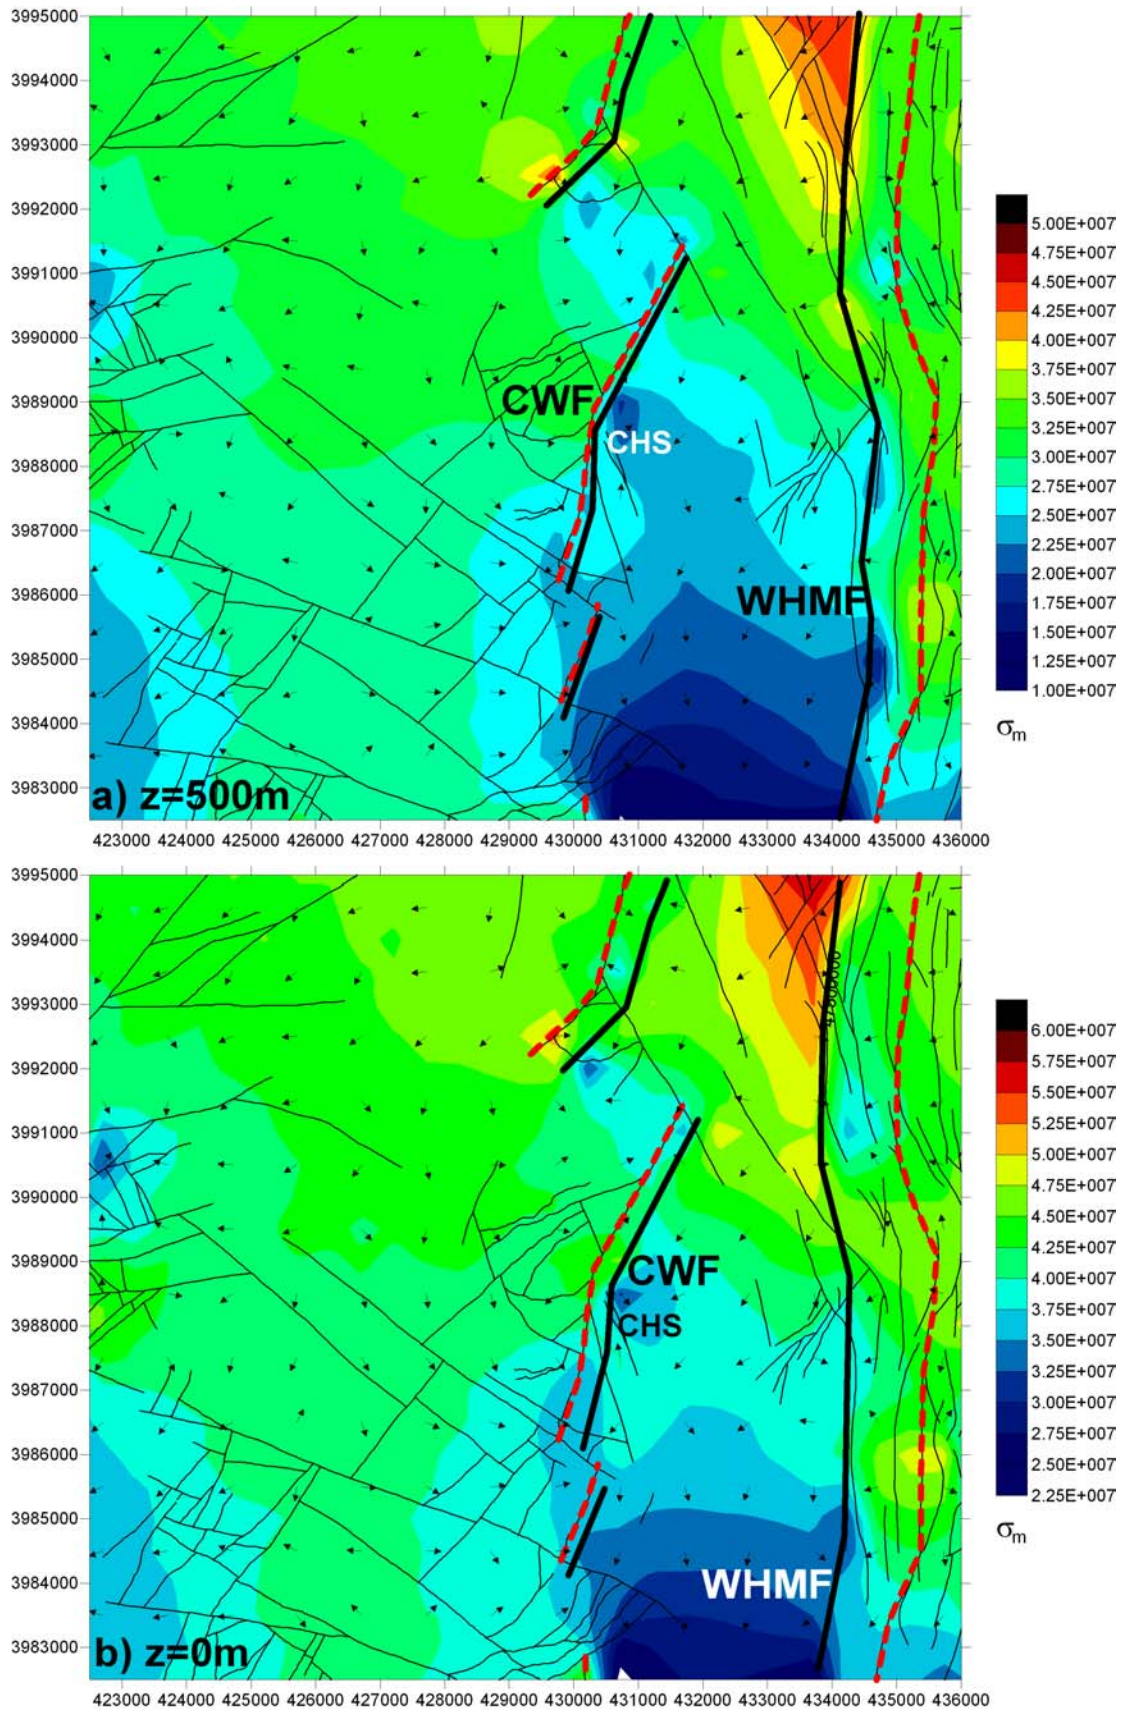 3995000
3994000
3993000
3992000
3991000
3990000
3989000
3988000
3987000
3986000
3985000
3984000
3983000
CWF
CHS
WHMF
a) z=500m
423000 424000 425000 426000 427000 428000 429000 430000 431000 432000 433000 434000 435000 436000
5.00E+007
4.75E+007
4.50E+007
4.25E+007
4.00E+007
3.75E+007
3.50E+007
3.25E+007
3.00E+007
2.75E+007
2.50E+007
2.25E+007
2.00E+007
1.75E+007
1.50E+007
1.25E+007
1.00E+007
σm
3995000
3994000
3993000
3992000
3991000
3990000
3989000
3988000
3987000
3986000
3985000
3984000
3983000
47500000
CWF
CHS
WHMF
b) z=0m
423000 424000 425000 426000 427000 428000 429000 430000 431000 432000 433000 434000 435000 436000
6.00E+007
5.75E+007
5.50E+007
5.25E+007
5.00E+007
4.75E+007
4.50E+007
4.25E+007
4.00E+007
3.75E+007
3.50E+007
3.25E+007
3.00E+007
2.75E+007
2.50E+007
2.25E+007
σm